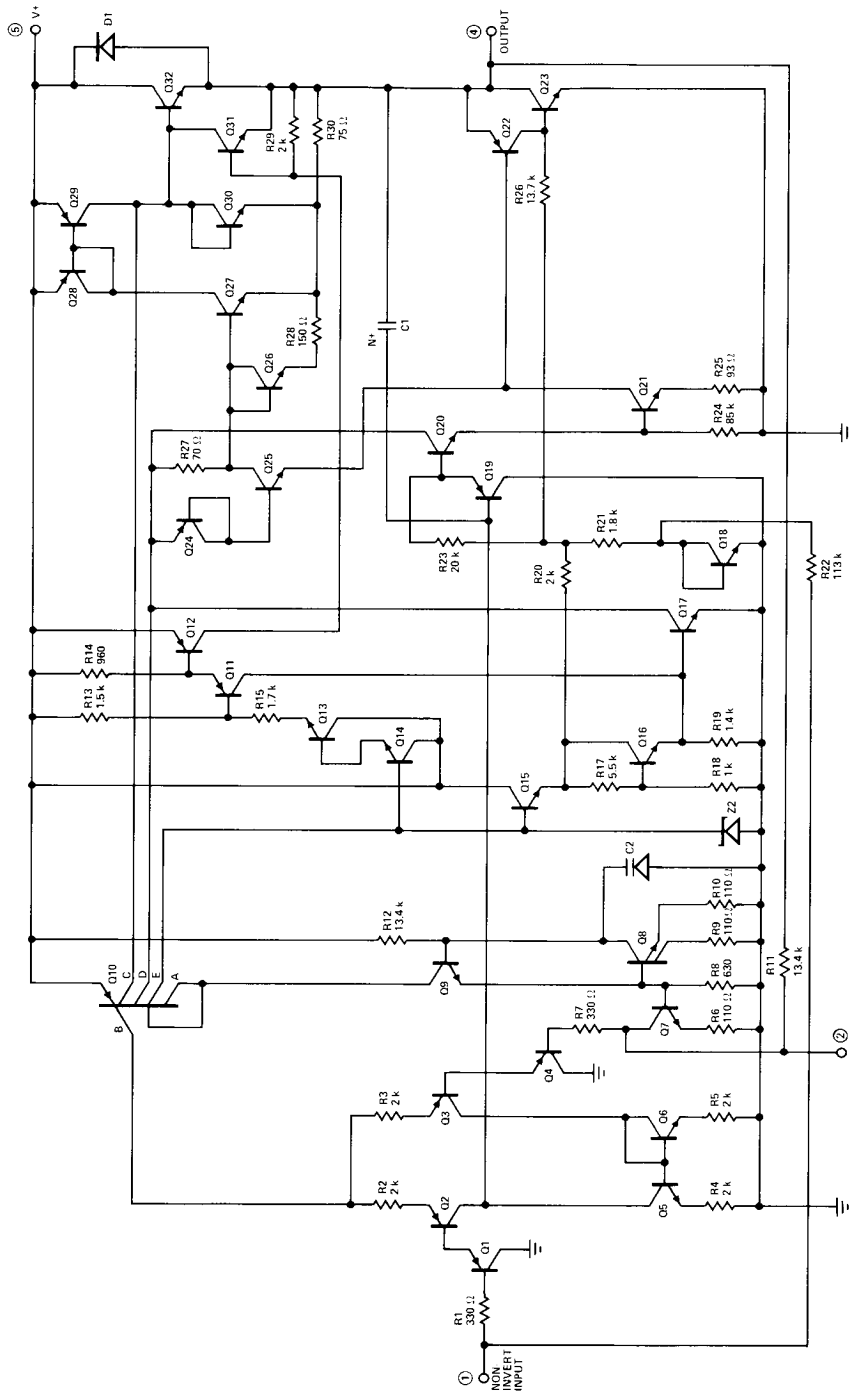 ⑤
V+
D1
Q32
Q31
R29
2 k
R30
75 Ω
Q29
Q28
Q30
Q27
R28
150 Ω
Q26
④
OUTPUT
Q23
Q22
R26
13.7 k
N+
C1
R27
70 Ω
Q25
Q24
Q20
Q21
R25
93 Ω
R24
85 k
Q19
R23
20 k
R21
1.8 k
R20
2 k
Q18
R22
113 k
Q12
R14
960
R13
1.5 k
Q11
R15
1.7 k
Q13
Q14
Q17
Q15
R17
5.5 k
Q16
R19
1.4 k
R18
1 k
Z2
C2
R12
13.4 k
Q10
B
C
D
E
A
Q9
Q8
R10
110 Ω
R9
110 Ω
R8
630
R11
13.4 k
R7
330 Ω
Q7
R6
110 Ω
Q4
②
R3
2 k
Q3
R2
2 k
Q2
Q6
R5
2 k
Q5
R4
2 k
Q1
R1
330 Ω
①
NON
INVERT
INPUT